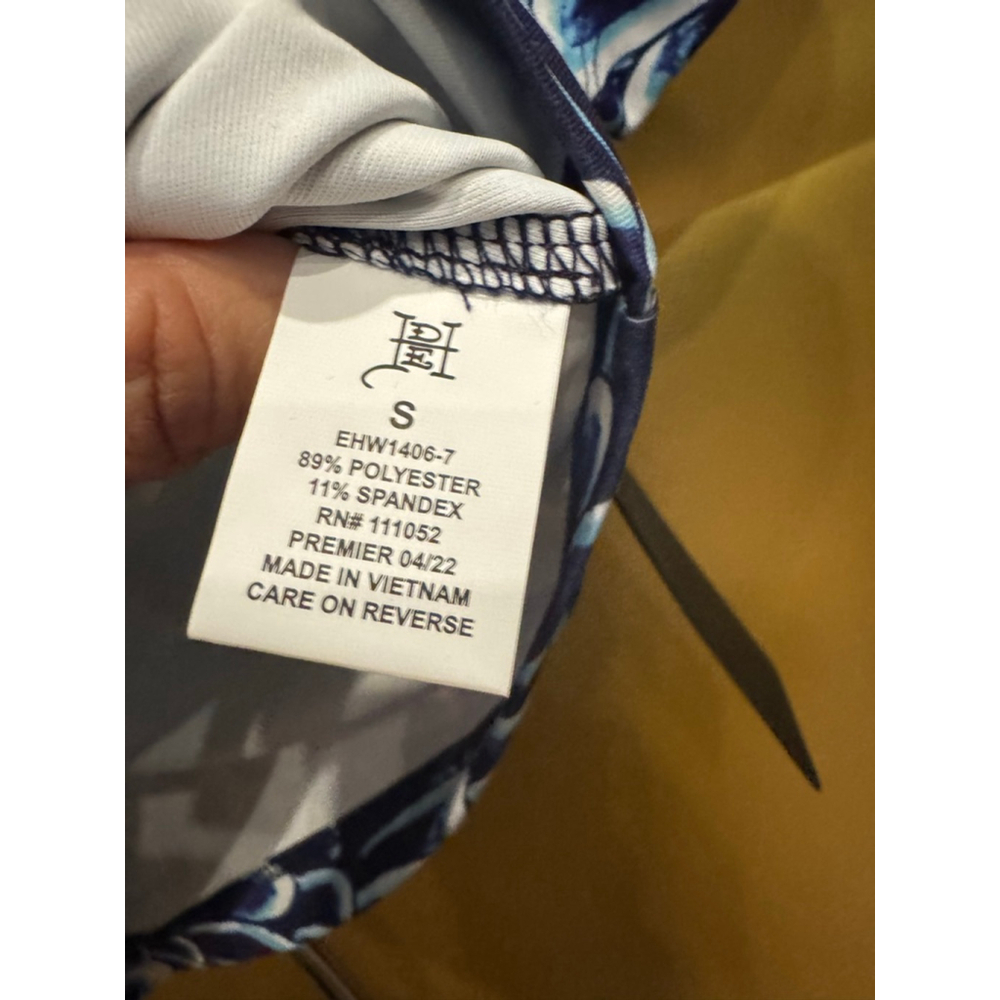 S
EHW1406-7
89% POLYESTER
11% SPANDEX
RN# 111052
PREMIER 04/22
MADE IN VIETNAM
CARE ON REVERSE